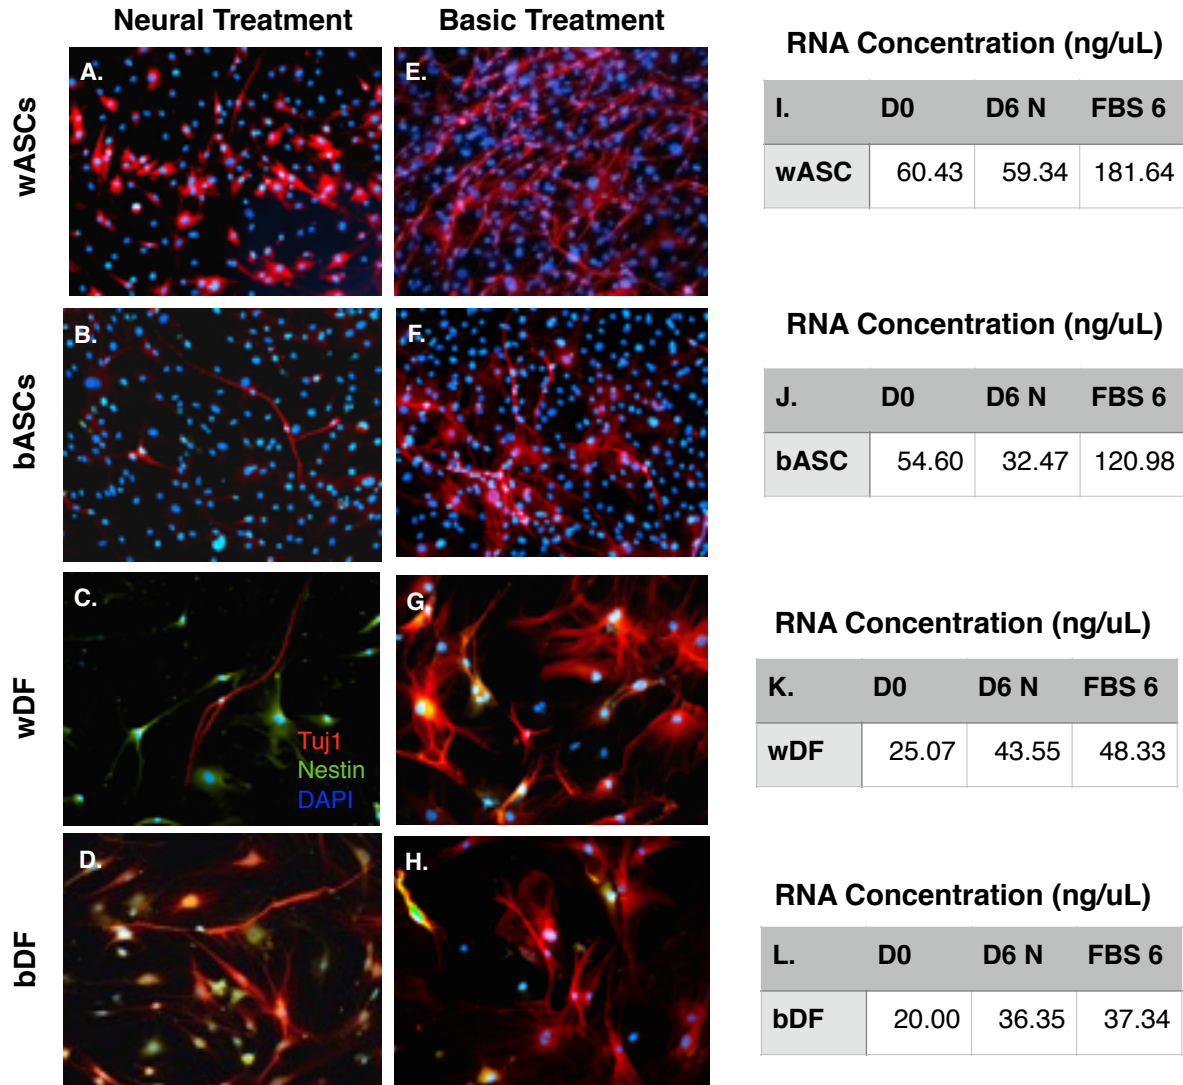 Neural Treatment
Basic Treatment
RNA Concentration (ng/uL)
wASCs
A.
E.
I. D0 D6 N FBS 6
wASC 60.43 59.34 181.64
bASCs
B.
F.
RNA Concentration (ng/uL)
J. D0 D6 N FBS 6
bASC 54.60 32.47 120.98
wDF
C.
Tuj1
Nestin
DAPI
G.
RNA Concentration (ng/uL)
K. D0 D6 N FBS 6
wDF 25.07 43.55 48.33
bDF
D.
H.
RNA Concentration (ng/uL)
L. D0 D6 N FBS 6
bDF 20.00 36.35 37.34